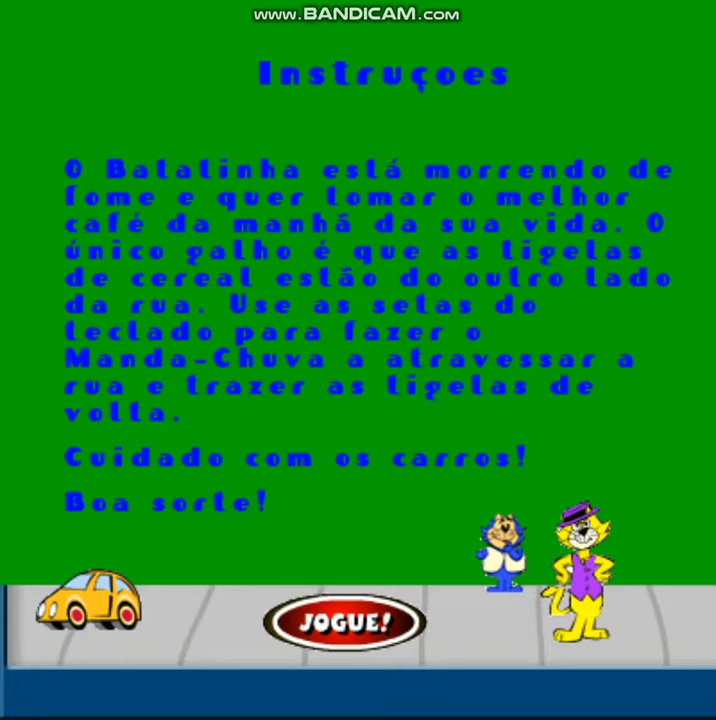 www.BANDICAM.com
Instruçoes
O Batatinha está morrendo de
fome e quer tomar o melhor
café da manhã da sua vida. O
único galho é que as tigelas
de cereal estão do outro lado
da rua. Use as setas do
teclado para fazer o
Manda-Chuva a atravessar a
rua e trazer as tigelas de
volta.
Cuidado com os carros!
Boa sorte!
JOGUE!